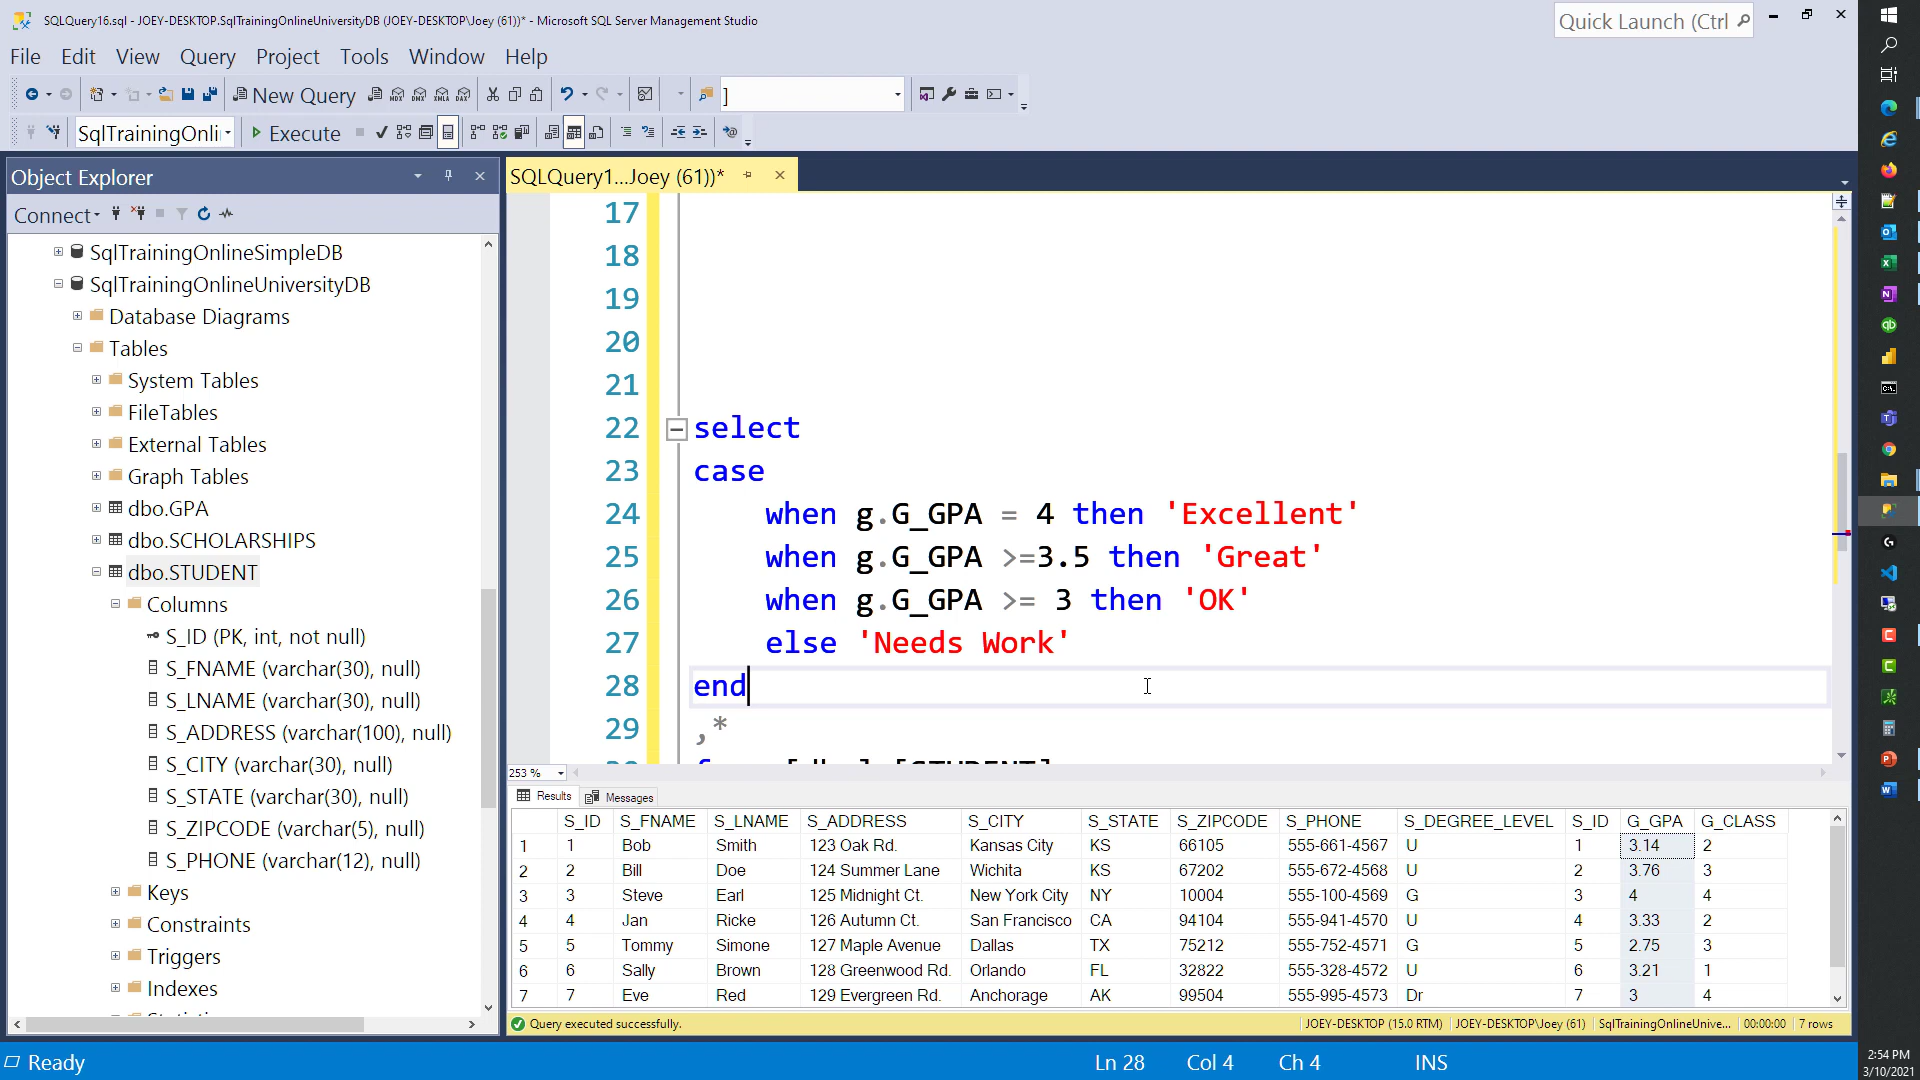 SQLQuery16.sql - JOEY-DESKTOP.SqlTrainingOnlineUniversityDB (JOEY-DESKTOP\Joey (61))* - Microsoft SQL Server Management Studio
Quick Launch (Ctrl
File Edit View Query Project Tools Window Help
New Query
MDX DMX XMLA DAX
]
SqlTrainingOnli
Execute
Object Explorer
SQLQuery1...Joey (61))*
Connect
SqlTrainingOnlineSimpleDB
SqlTrainingOnlineUniversityDB
Database Diagrams
Tables
System Tables
FileTables
External Tables
Graph Tables
dbo.GPA
dbo.SCHOLARSHIPS
dbo.STUDENT
Columns
S_ID (PK, int, not null)
S_FNAME (varchar(30), null)
S_LNAME (varchar(30), null)
S_ADDRESS (varchar(100), null)
S_CITY (varchar(30), null)
S_STATE (varchar(30), null)
S_ZIPCODE (varchar(5), null)
S_PHONE (varchar(12), null)
Keys
Constraints
Triggers
Indexes
17
18
19
20
21
22 select
23 case
24 when g.G_GPA = 4 then 'Excellent'
25 when g.G_GPA >=3.5 then 'Great'
26 when g.G_GPA >= 3 then 'OK'
27 else 'Needs Work'
28 end
29 ,*
253 %
Results Messages
S_ID S_FNAME S_LNAME S_ADDRESS S_CITY S_STATE S_ZIPCODE S_PHONE S_DEGREE_LEVEL S_ID G_GPA G_CLASS
1 1 Bob Smith 123 Oak Rd. Kansas City KS 66105 555-661-4567 U 1 3.14 2
2 2 Bill Doe 124 Summer Lane Wichita KS 67202 555-672-4568 U 2 3.76 3
3 3 Steve Earl 125 Midnight Ct. New York City NY 10004 555-100-4569 G 3 4 4
4 4 Jan Ricke 126 Autumn Ct. San Francisco CA 94104 555-941-4570 U 4 3.33 2
5 5 Tommy Simone 127 Maple Avenue Dallas TX 75212 555-752-4571 G 5 2.75 3
6 6 Sally Brown 128 Greenwood Rd. Orlando FL 32822 555-328-4572 U 6 3.21 1
7 7 Eve Red 129 Evergreen Rd. Anchorage AK 99504 555-995-4573 Dr 7 3 4
Query executed successfully.
JOEY-DESKTOP (15.0 RTM) JOEY-DESKTOP\Joey (61) SqlTrainingOnlineUnive... 00:00:00 7 rows
Ready
Ln 28 Col 4 Ch 4 INS
2:54 PM
3/10/2021